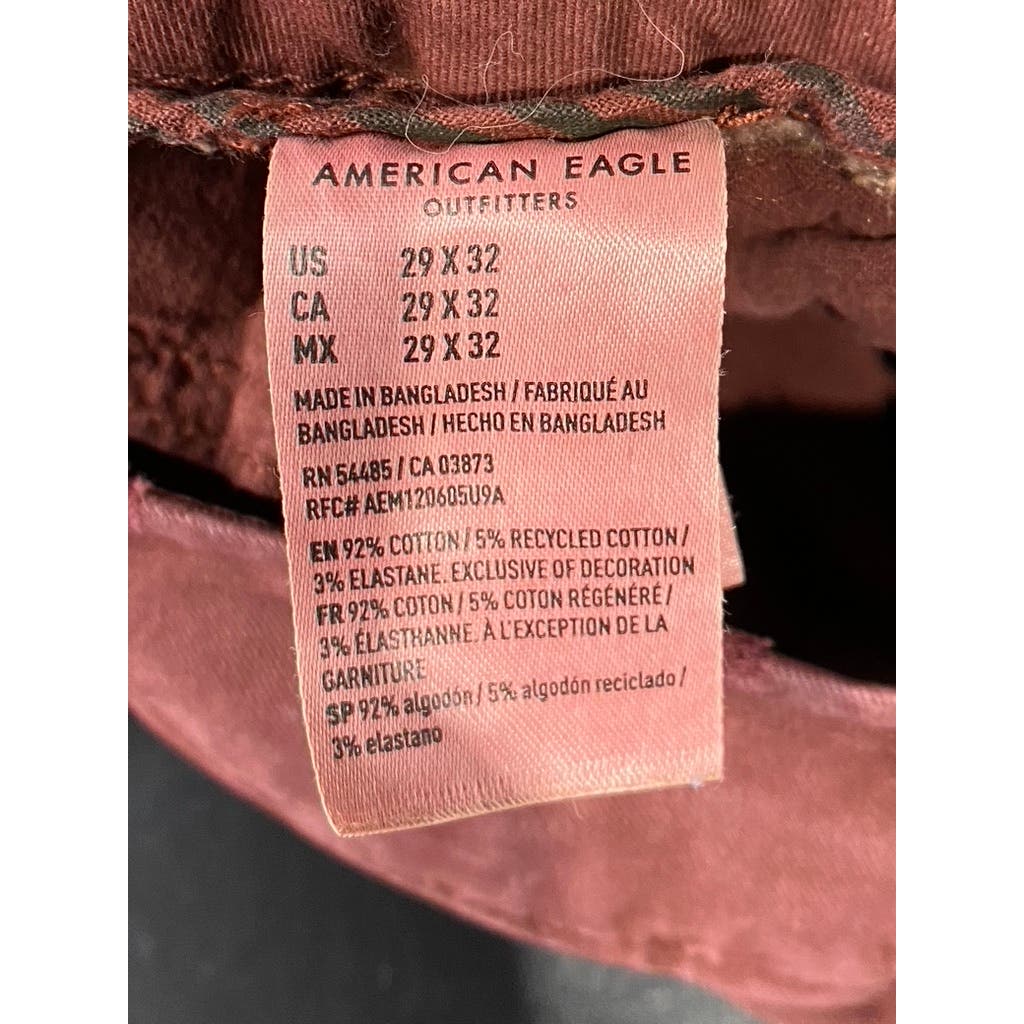 AMERICAN EAGLE
OUTFITTERS
US 29 X 32
CA 29 X 32
MX 29 X 32
MADE IN BANGLADESH / FABRIQUÉ AU
BANGLADESH / HECHO EN BANGLADESH
RN 54485 / CA 03873
RFC# AEM120605U9A
EN 92% COTTON / 5% RECYCLED COTTON /
3% ELASTANE. EXCLUSIVE OF DECORATION
FR 92% COTON / 5% COTON RÉGÉNÉRÉ /
3% ÉLASTHANNE. À L'EXCEPTION DE LA
GARNITURE
SP 92% algodón / 5% algodón reciclado /
3% elastano